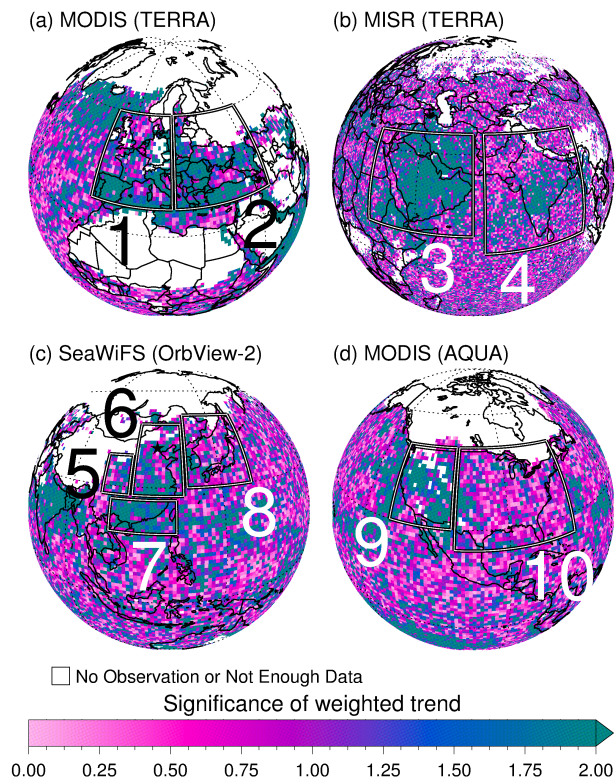 (a) MODIS (TERRA)
(b) MISR (TERRA)
1
2
3
4
(c) SeaWiFS (OrbView-2)
(d) MODIS (AQUA)
6
5
7
8
9
10
No Observation or Not Enough Data
Significance of weighted trend
0.00 0.25 0.50 0.75 1.00 1.25 1.50 1.75 2.00